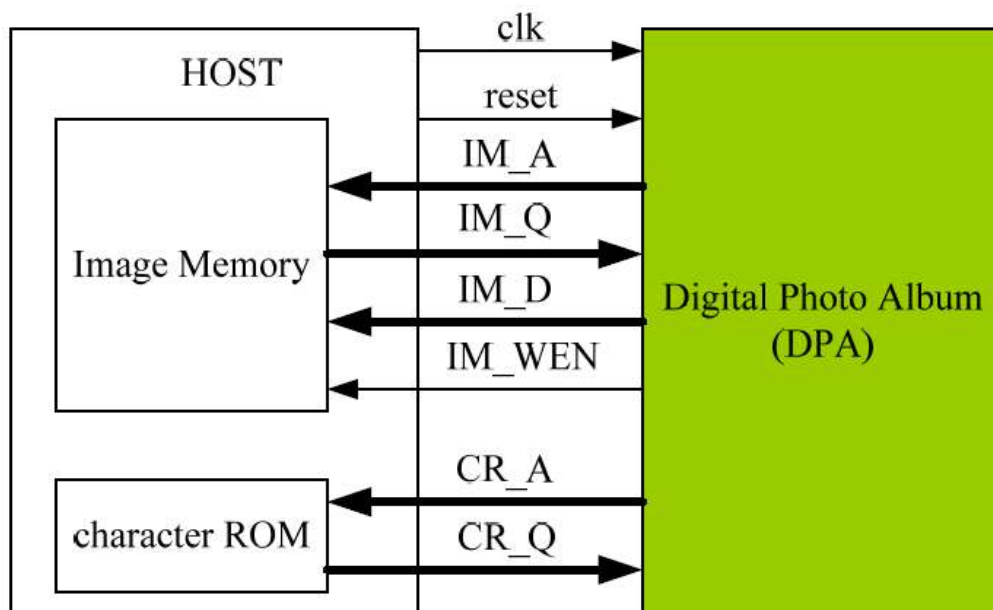 clk
HOST
reset
IM_A
IM_Q
Image Memory
IM_D
Digital Photo Album
(DPA)
IM_WEN
CR_A
character ROM
CR_Q